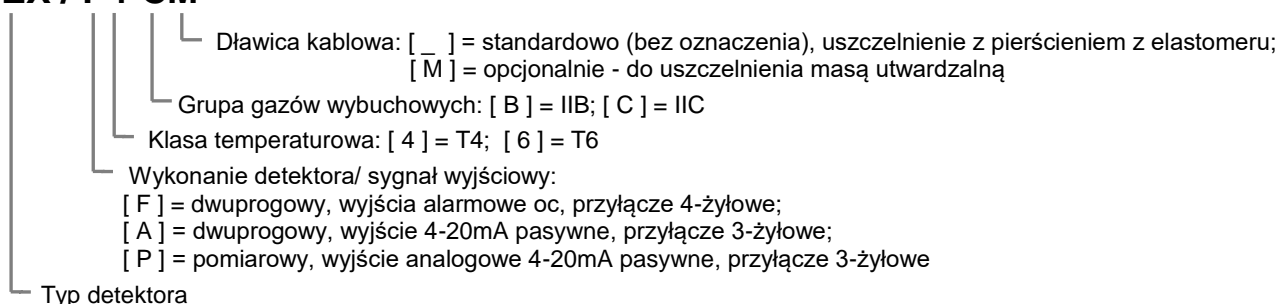 Dławica kablowa: [ _ ] = standardowo (bez oznaczenia), uszczelnienie z pierścieniem z elastomeru;
[ M ] = opcjonalnie - do uszczelnienia masą utwardzalną
Grupa gazów wybuchowych: [ B ] = IIB; [ C ] = IIC
Klasa temperaturowa: [ 4 ] = T4; [ 6 ] = T6
Wykonanie detektora/ sygnał wyjściowy:
[ F ] = dwuprogowy, wyjścia alarmowe oc, przyłącze 4-żyłowe;
[ A ] = dwuprogowy, wyjście 4-20mA pasywne, przyłącze 3-żyłowe;
[ P ] = pomiarowy, wyjście analogowe 4-20mA pasywne, przyłącze 3-żyłowe
Typ detektora